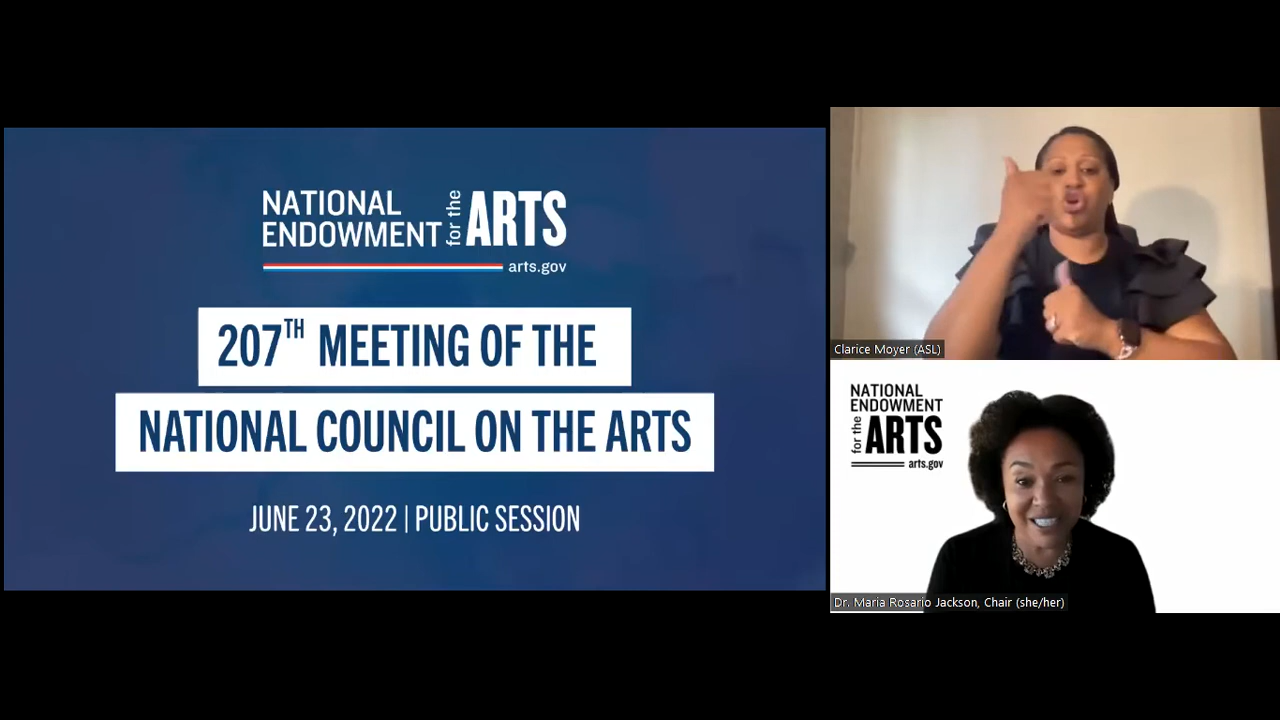 NATIONAL
ENDOWMENT
for the
ARTS
arts.gov
207TH MEETING OF THE
NATIONAL COUNCIL ON THE ARTS
JUNE 23, 2022 | PUBLIC SESSION
Clarice Moyer (ASL)
NATIONAL
ENDOWMENT
for the
ARTS
arts.gov
Dr. Maria Rosario Jackson, Chair (she/her)